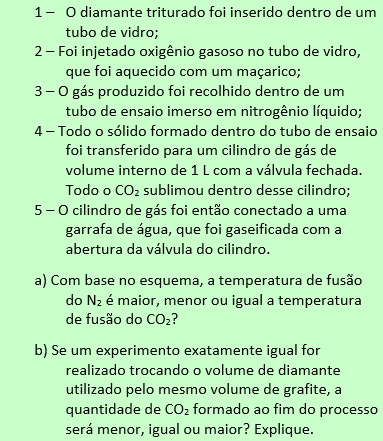 1 – O diamante triturado foi inserido dentro de um
tubo de vidro;
2 – Foi injetado oxigênio gasoso no tubo de vidro,
que foi aquecido com um maçarico;
3 – O gás produzido foi recolhido dentro de um
tubo de ensaio imerso em nitrogênio líquido;
4 – Todo o sólido formado dentro do tubo de ensaio
foi transferido para um cilindro de gás de
volume interno de 1 L com a válvula fechada.
Todo o CO₂ sublimou dentro desse cilindro;
5 – O cilindro de gás foi então conectado a uma
garrafa de água, que foi gaseificada com a
abertura da válvula do cilindro.
a) Com base no esquema, a temperatura de fusão
do N₂ é maior, menor ou igual a temperatura
de fusão do CO₂?
b) Se um experimento exatamente igual for
realizado trocando o volume de diamante
utilizado pelo mesmo volume de grafite, a
quantidade de CO₂ formado ao fim do processo
será menor, igual ou maior? Explique.